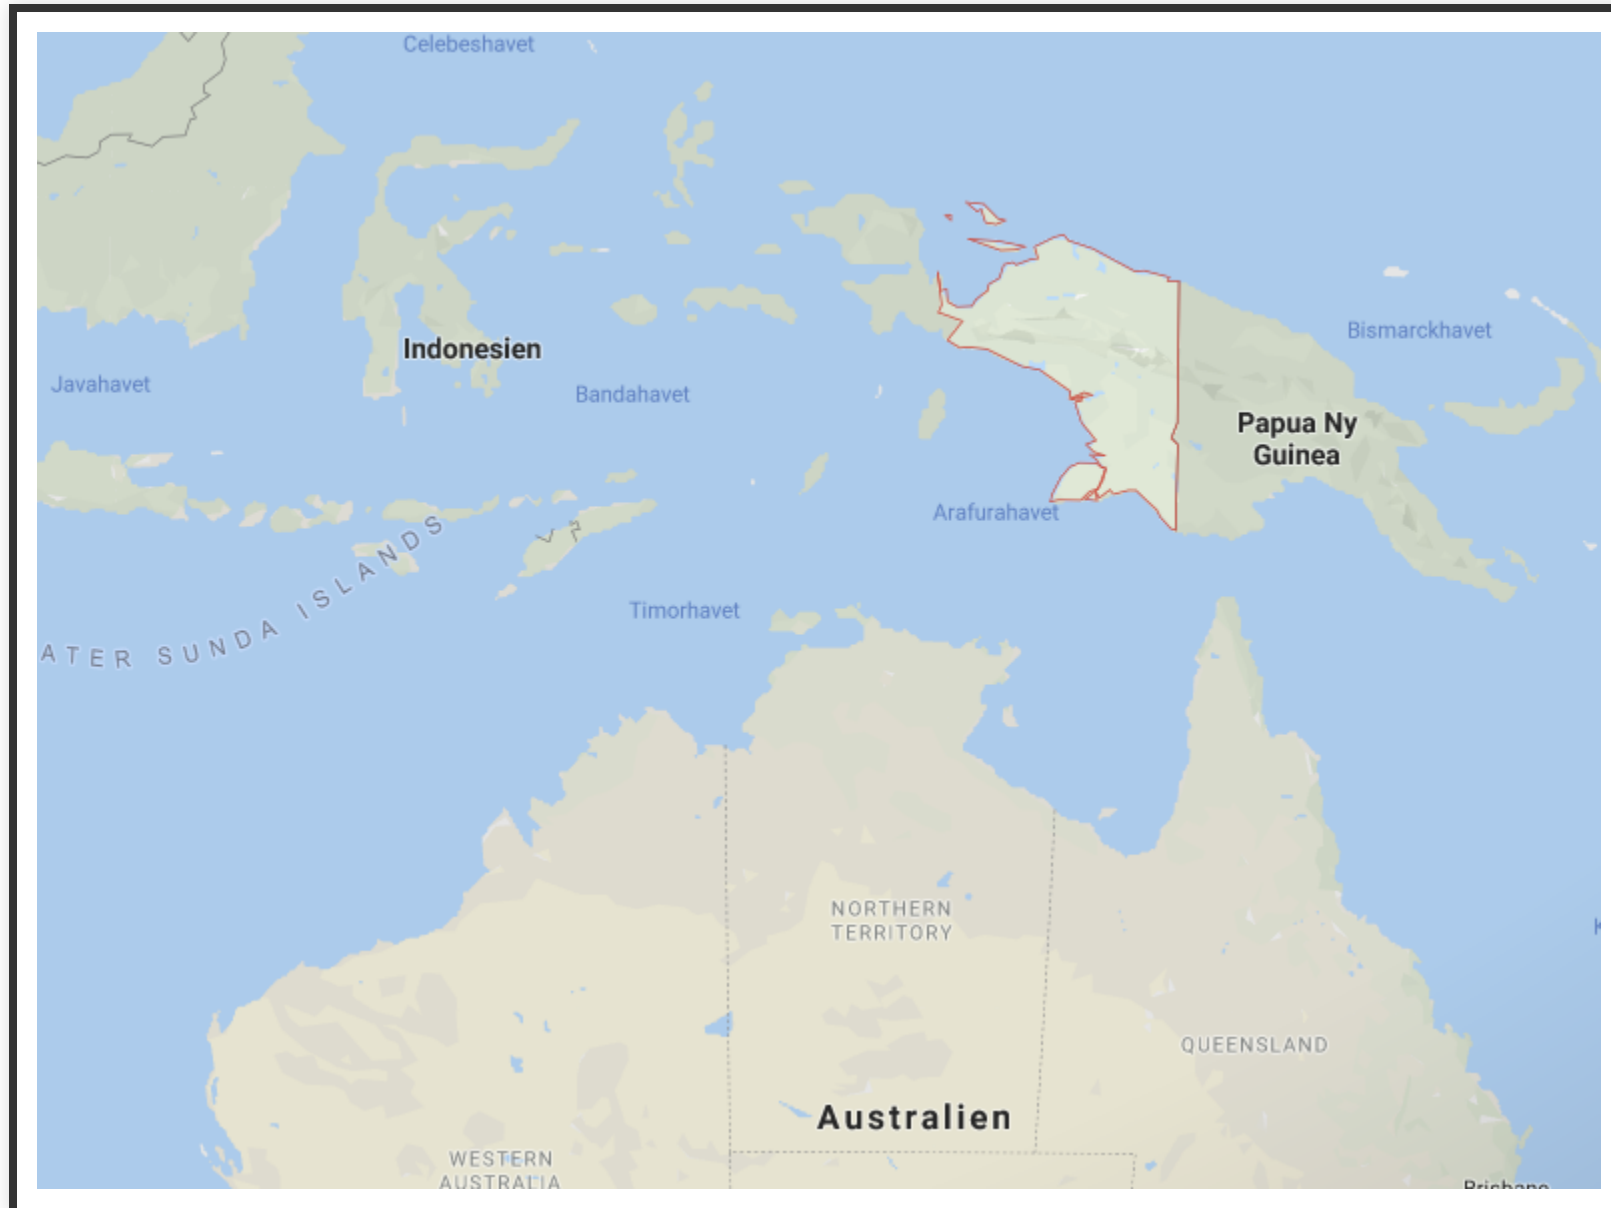 Celebeshavet
Indonesien
Bismarckhavet
Javahavet
Bandahavet
Papua Ny
Guinea
Arafurahavet
ATER SUNDA ISLANDS
Timorhavet
NORTHERN
TERRITORY
QUEENSLAND
Australien
WESTERN
AUSTRALIA
Brisbane